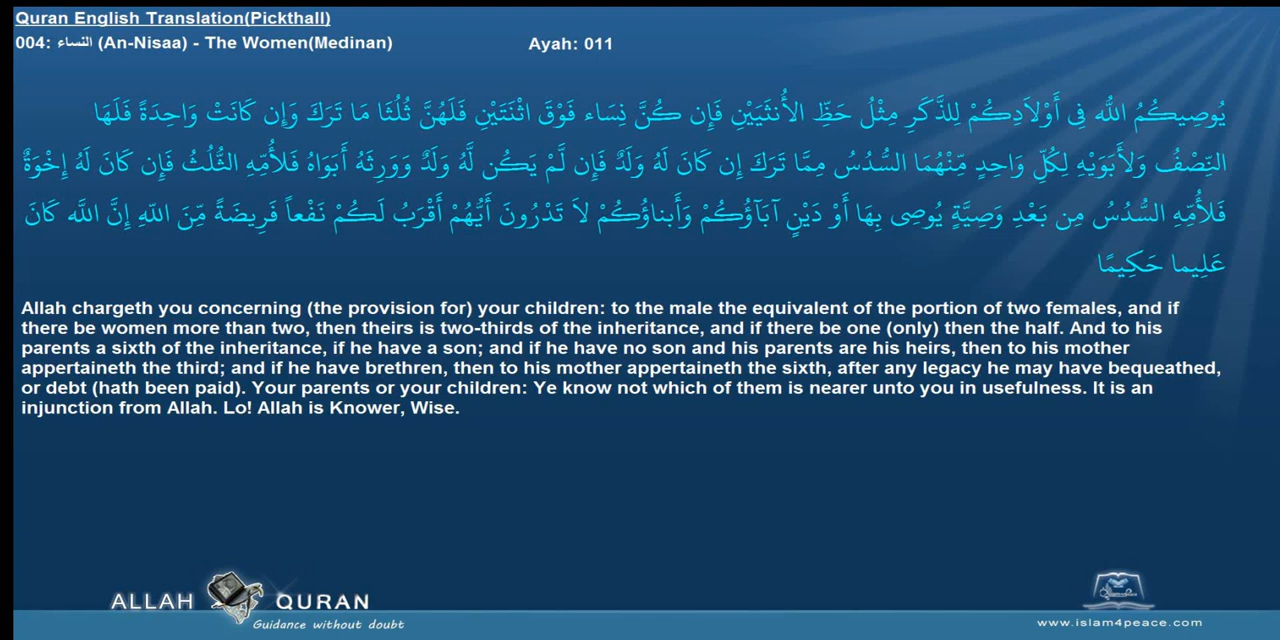 Quran English Translation(Pickthall)
004: النساء (An-Nisaa) - The Women(Medinan)
Ayah: 011
يُوصِيكُمُ اللّه فِى أَوْلاَدِكُمْ لِلذَّكَرِ مِثْلُ حَظِّ الأُنثَيَيْنِ فَإِن كُنَّ نِسَاء فَوْقَ اثْنَتَيْنِ فَلَهُنَّ ثُلُثَا مَا تَرَكَ وَإِن كَانَتْ وَاحِدَةً فَلَهَا
النِّصْفُ وَلأَبَوَيْهِ لِكُلِّ وَاحِدٍ مِّنْهُمَا السُّدُسُ مِمَّا تَرَكَ إِن كَانَ لَهُ وَلَدٌ فَإِن لَّمْ يَكُن لَّهُ وَلَدٌ وَوَرِثَهُ أَبَوَاهُ فَلأُمِّهِ الثُّلُثُ فَإِن كَانَ لَهُ إِخْوَةٌ
فَلأُمِّهِ السُّدُسُ مِن بَعْدِ وَصِيَّةٍ يُوصِى بِهَا أَوْ دَيْنٍ آبَآؤُكُمْ وَأَبناؤُكُمْ لاَ تَدْرُونَ أَيُّهُمْ أَقْرَبُ لَكُمْ نَفْعاً فَرِيضَةً مِّنَ اللّهِ إِنَّ اللَّه كَانَ
عَلِيما حَكِيمًا
Allah chargeth you concerning (the provision for) your children: to the male the equivalent of the portion of two females, and if
there be women more than two, then theirs is two-thirds of the inheritance, and if there be one (only) then the half. And to his
parents a sixth of the inheritance, if he have a son; and if he have no son and his parents are his heirs, then to his mother
appertaineth the third; and if he have brethren, then to his mother appertaineth the sixth, after any legacy he may have bequeathed,
or debt (hath been paid). Your parents or your children: Ye know not which of them is nearer unto you in usefulness. It is an
injunction from Allah. Lo! Allah is Knower, Wise.
ALLAH QURAN
Guidance without doubt
www.islam4peace.com